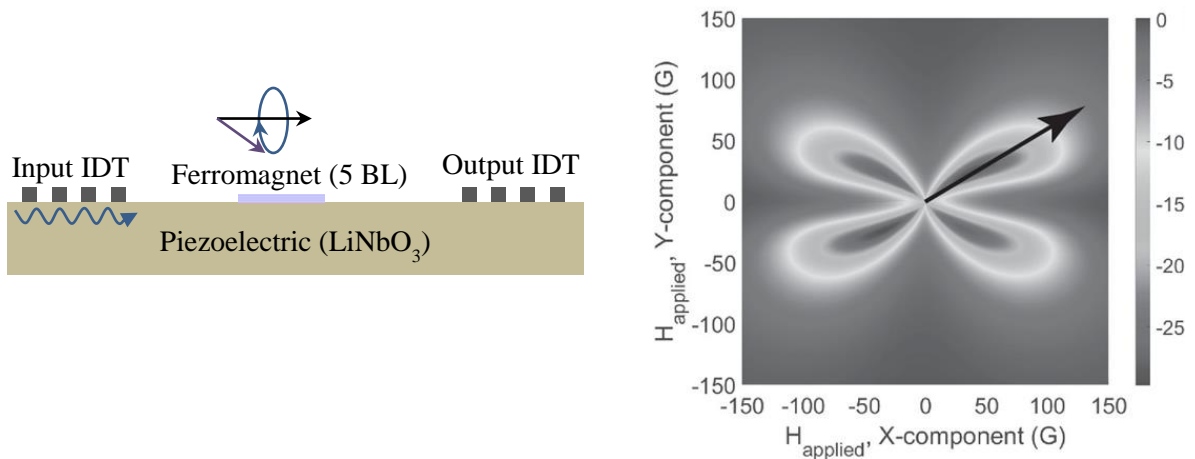 Input IDT
Ferromagnet (5 BL)
Output IDT
Piezoelectric (LiNbO₃)
150
100
50
0
-50
-100
-150
H_applied, Y-component (G)
-150 -100 -50 0 50 100 150
H_applied, X-component (G)
0
-5
-10
-15
-20
-25